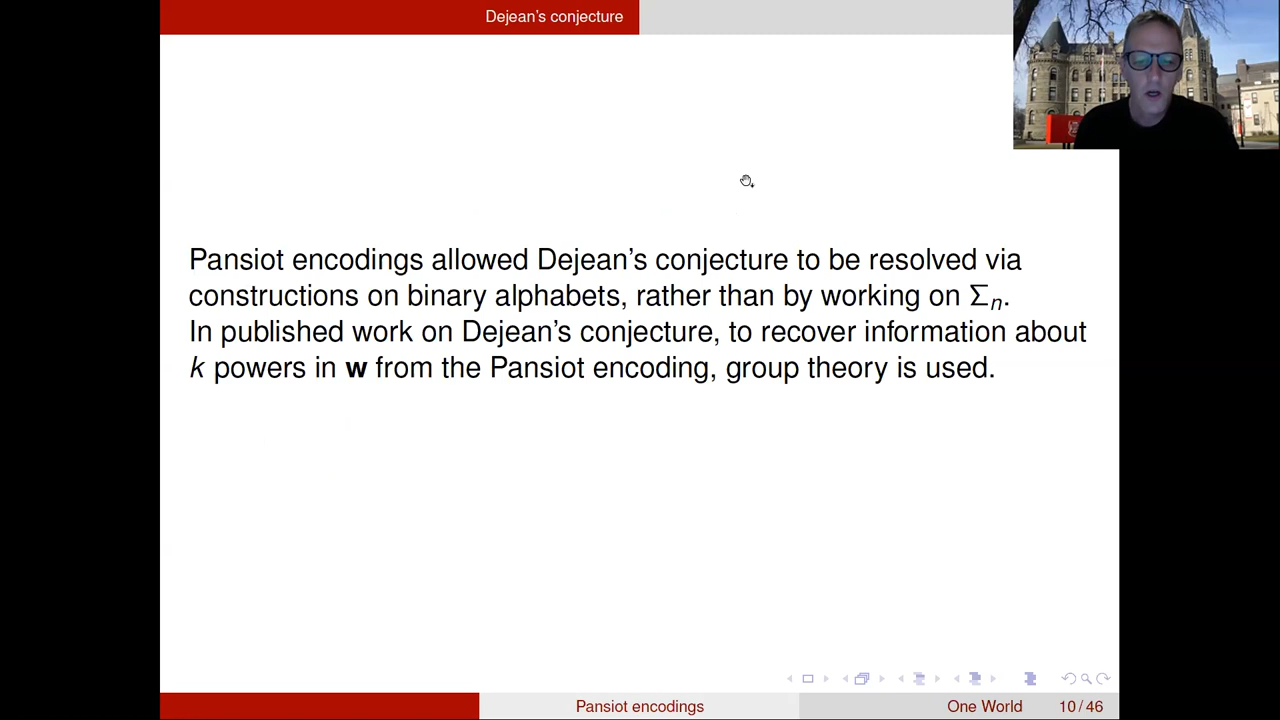 Dejean's conjecture
Pansiot encodings allowed Dejean's conjecture to be resolved via
constructions on binary alphabets, rather than by working on Σn.
In published work on Dejean's conjecture, to recover information about
k powers in w from the Pansiot encoding, group theory is used.
Pansiot encodings
One World
10 / 46